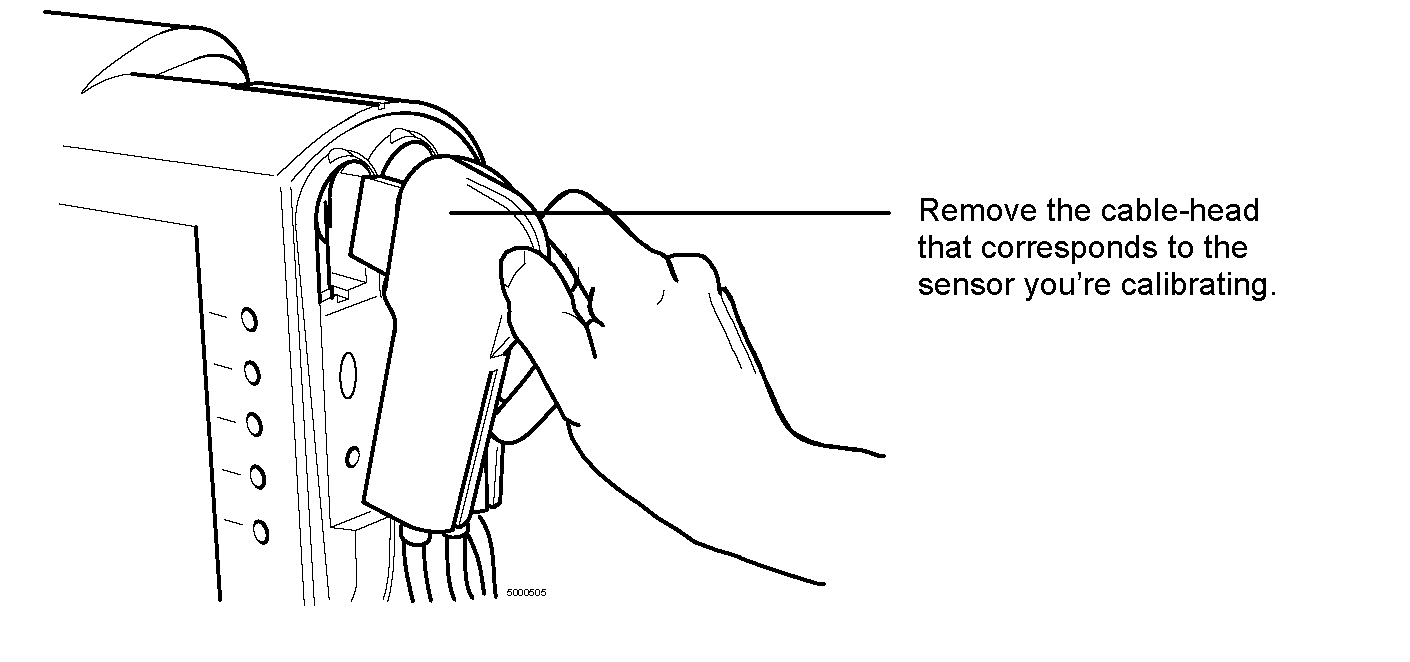 Remove the cable-head
that corresponds to the
sensor you’re calibrating.
5000505